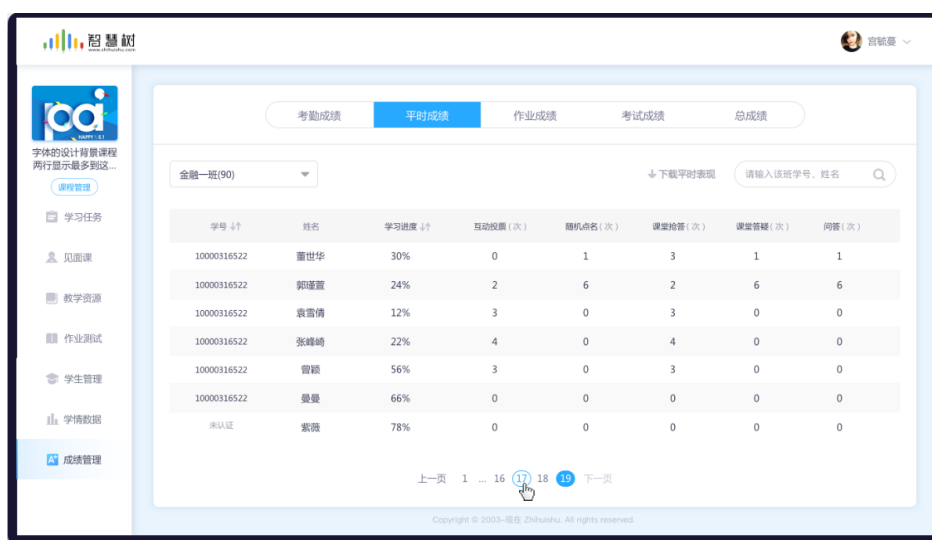 智慧树
www.zhihuishu.com
宫毓蔓
HAPPY 1.6.1
字体的设计背景课程
两行显示最多到这...
课程管理
学习任务
见面课
教学资源
作业测试
学生管理
学情数据
A+ 成绩管理
考勤成绩 平时成绩 作业成绩 考试成绩 总成绩
金融一班(90) 下载平时表现 请输入该班学号、姓名
学号 姓名 学习进度 互动投票(次) 随机点名(次) 课堂抢答(次) 课堂答疑(次) 问答(次)
10000316522 董世华 30% 0 1 3 1 1
10000316522 郭瑾萱 24% 2 6 2 6 6
10000316522 袁雪倩 12% 3 0 3 0 0
10000316522 张峰崎 22% 4 0 4 0 0
10000316522 曾颖 56% 3 0 3 0 0
10000316522 曼曼 66% 0 0 0 0 0
未认证 紫薇 78% 0 0 0 0 0
上一页 1 ... 16 17 18 19 下一页
Copyright © 2003-现在 Zhihuishu. All rights reserved.